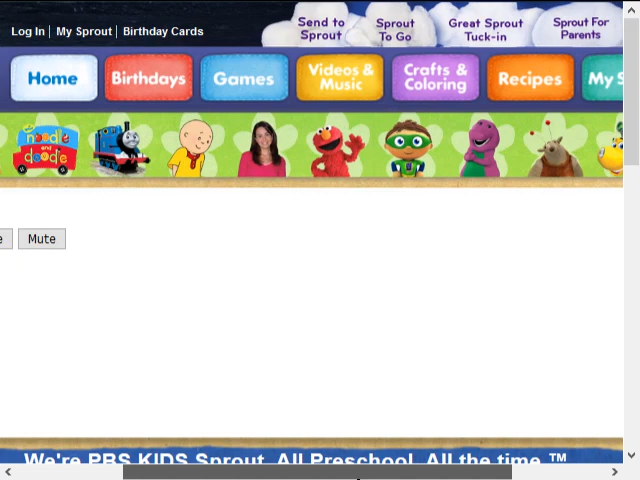 Log In | My Sprout | Birthday Cards
Send to
Sprout
Sprout
To Go
Great Sprout
Tuck-in
Sprout For
Parents
Home
Birthdays
Games
Videos &
Music
Crafts &
Coloring
Recipes
My S
noodle
and
doodle
e
Mute
We're PBS KIDS Sprout. All Preschool. All the time.™